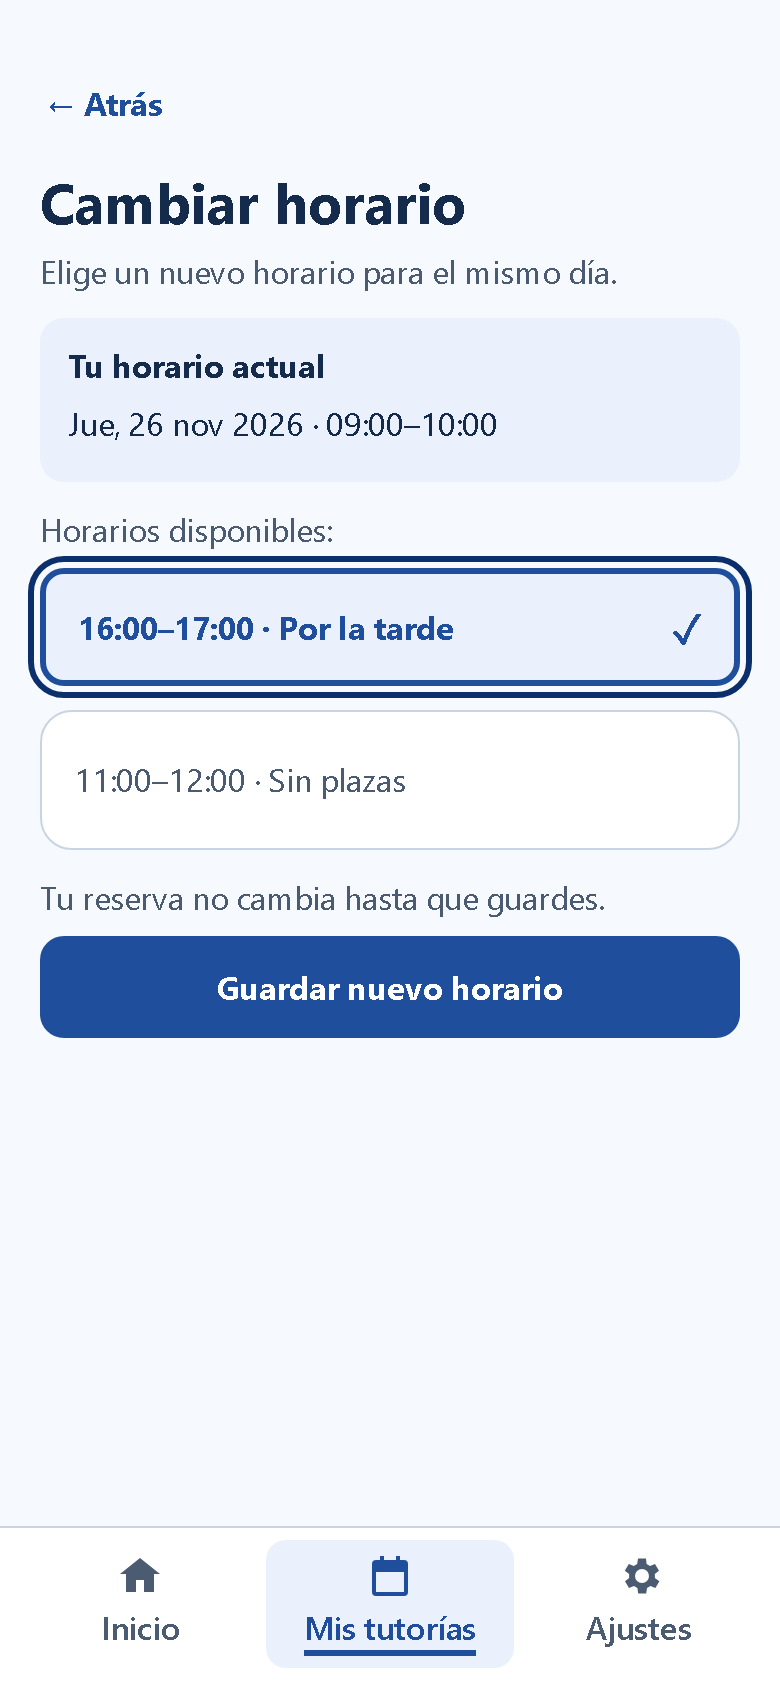 ← Atrás
Cambiar horario
Elige un nuevo horario para el mismo día.
Tu horario actual
Jue, 26 nov 2026 · 09:00–10:00
Horarios disponibles:
16:00–17:00 · Por la tarde ✓
11:00–12:00 · Sin plazas
Tu reserva no cambia hasta que guardes.
Guardar nuevo horario
Inicio
Mis tutorías
Ajustes